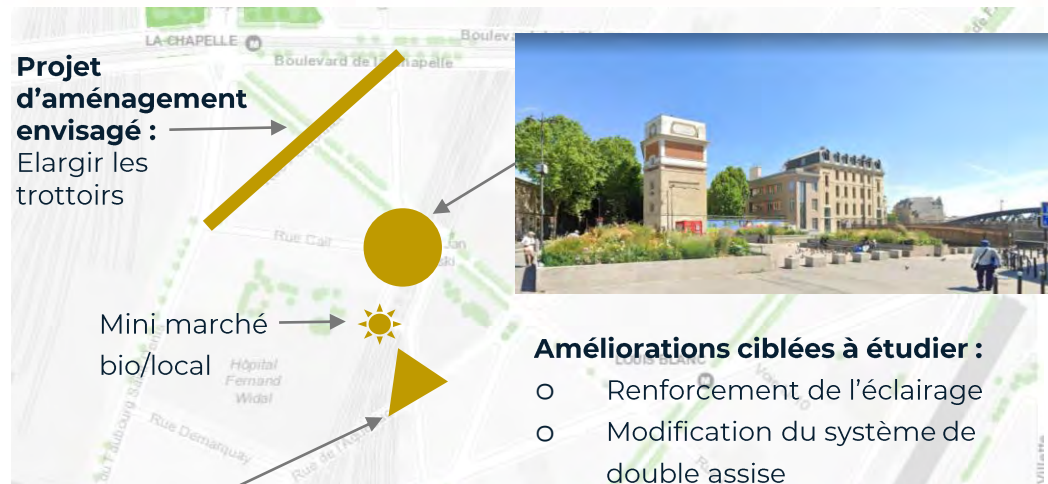 LA CHAPELLE M
Boulevard de la Chapelle
Projet
d’aménagement
envisagé :
Elargir les
trottoirs
Rue Cail
Mini marché
bio/local
Hôpital
Fernand
Widal
Rue Demarquay
Améliorations ciblées à étudier :
LOUIS BLANC
o Renforcement de l’éclairage
o Modification du système de
double assise